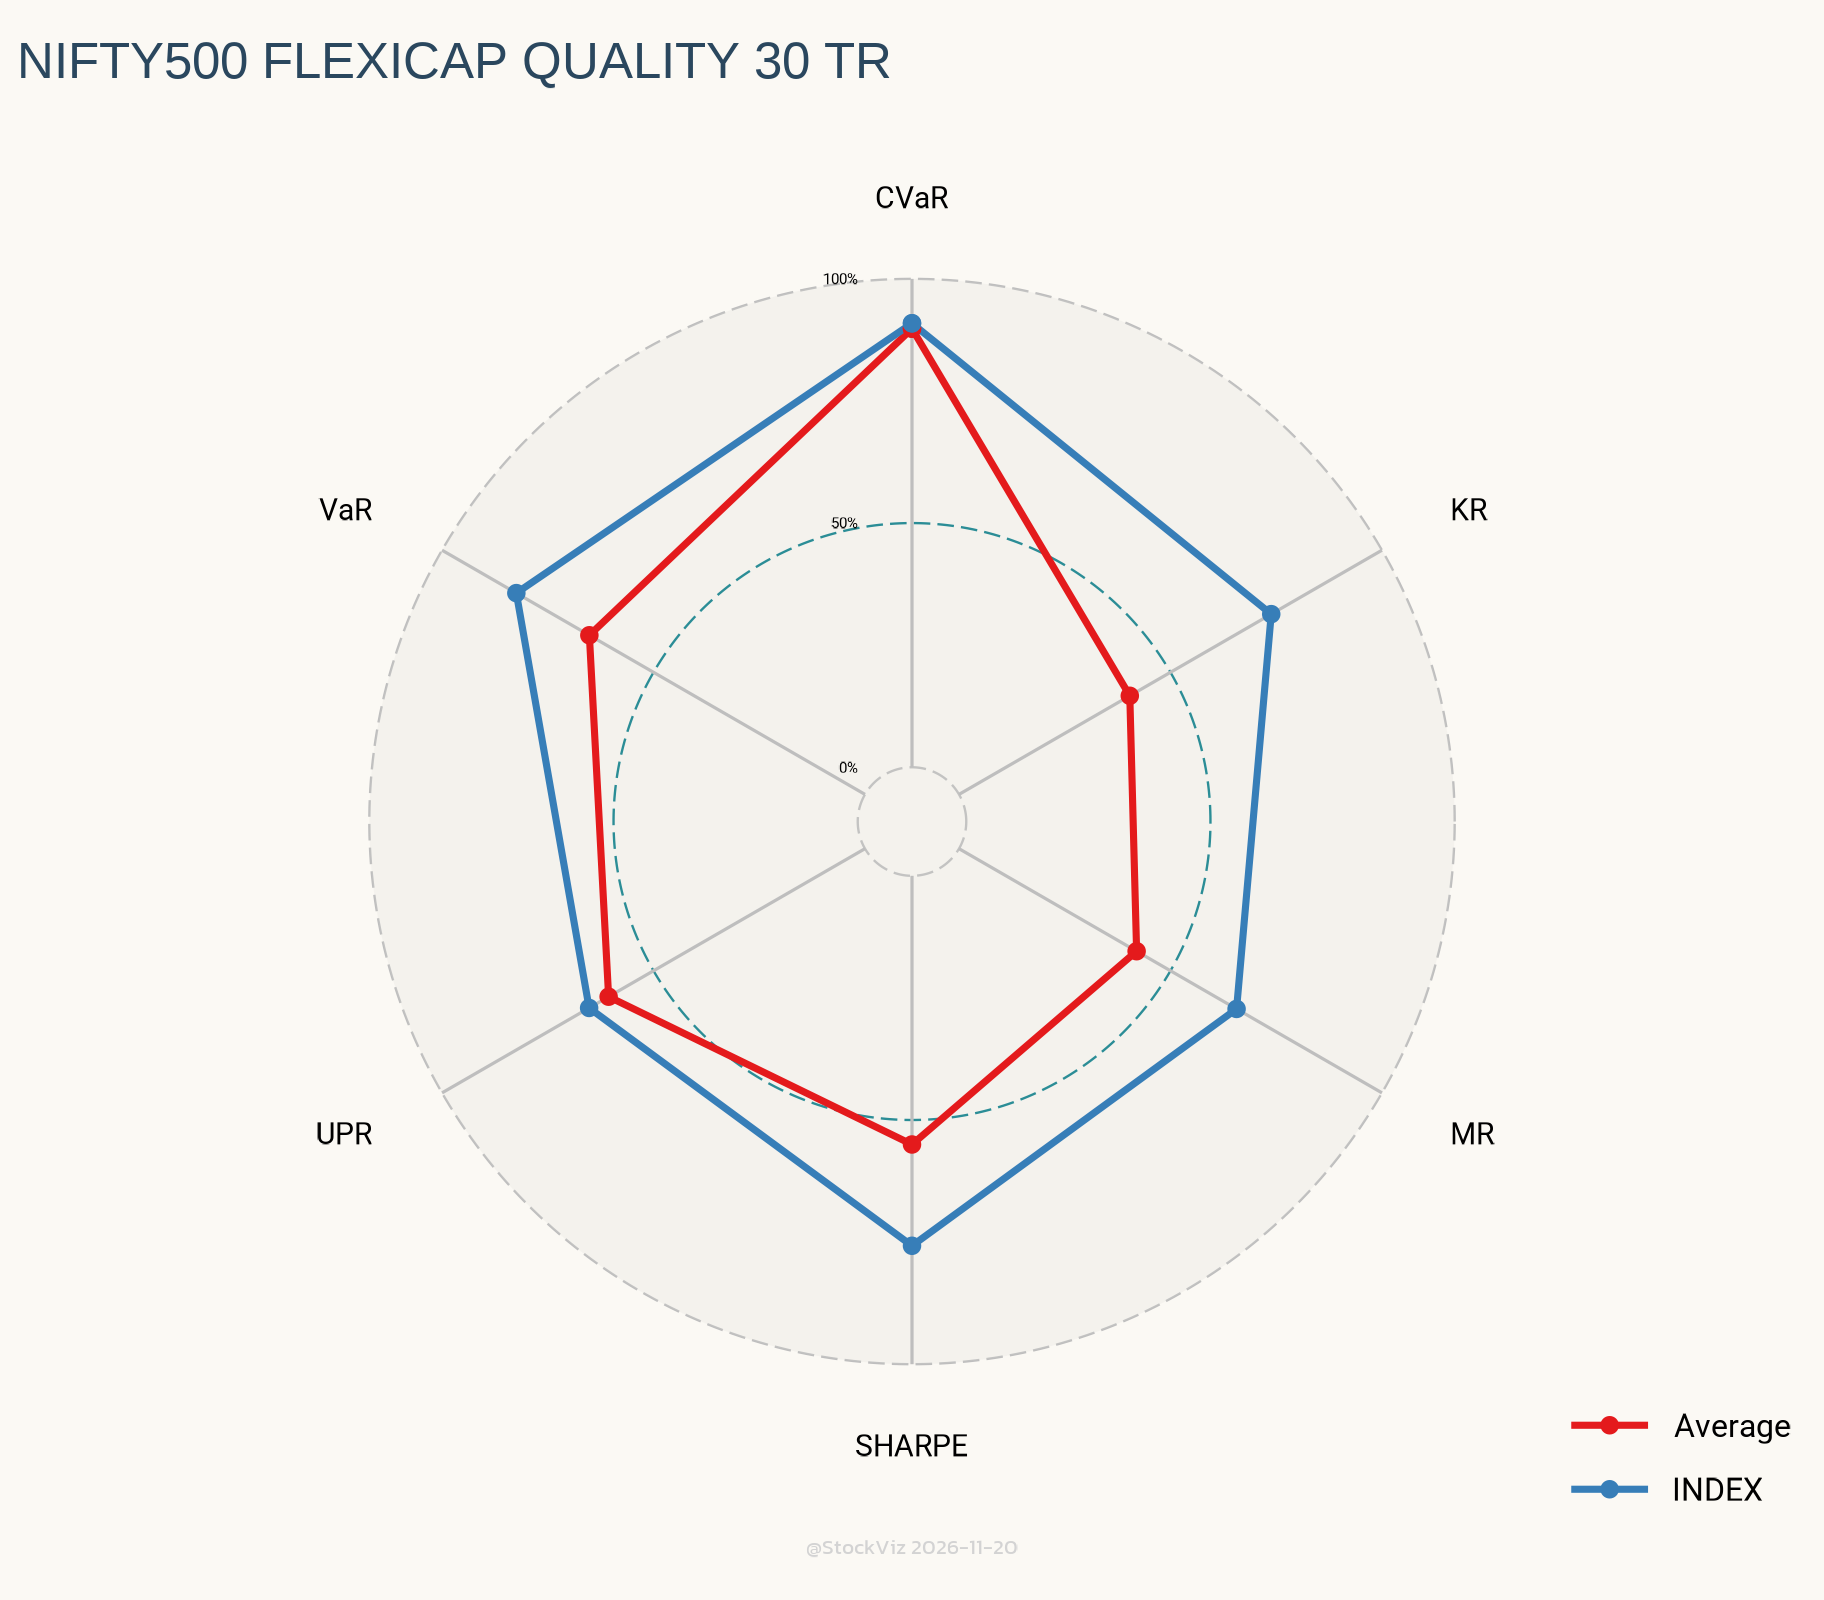 NIFTY500 FLEXICAP QUALITY 30 TR
CVaR
100%
VaR
KR
50%
0%
UPR
MR
SHARPE
Average
INDEX
@StockViz 2026-11-20